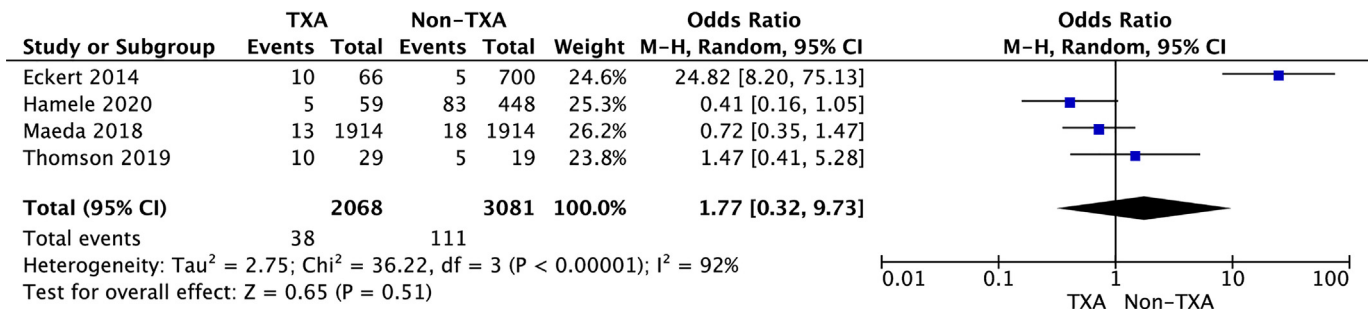 TXA Non-TXA Odds Ratio Odds Ratio
Study or Subgroup Events Total Events Total Weight M-H, Random, 95% CI M-H, Random, 95% CI
Eckert 2014 10 66 5 700 24.6% 24.82 [8.20, 75.13]
Hamele 2020 5 59 83 448 25.3% 0.41 [0.16, 1.05]
Maeda 2018 13 1914 18 1914 26.2% 0.72 [0.35, 1.47]
Thomson 2019 10 29 5 19 23.8% 1.47 [0.41, 5.28]
Total (95% CI) 2068 3081 100.0% 1.77 [0.32, 9.73]
Total events 38 111
Heterogeneity: Tau² = 2.75; Chi² = 36.22, df = 3 (P < 0.00001); I² = 92%
Test for overall effect: Z = 0.65 (P = 0.51)
0.01 0.1 1 10 100
TXA Non-TXA